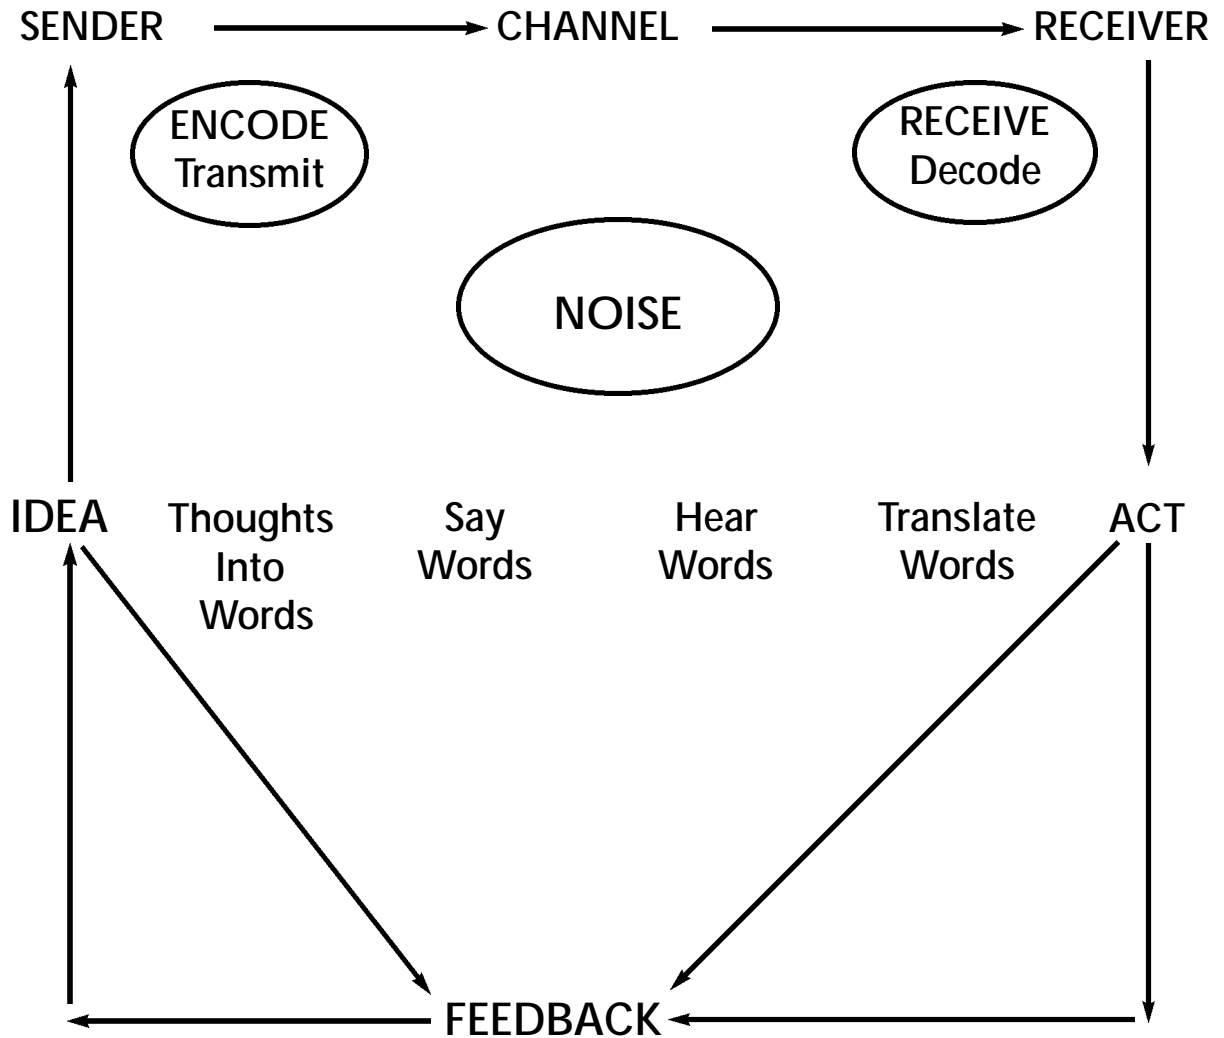 SENDER CHANNEL RECEIVER
ENCODE
Transmit
RECEIVE
Decode
NOISE
IDEA
Thoughts
Into
Words
Say
Words
Hear
Words
Translate
Words
ACT
FEEDBACK